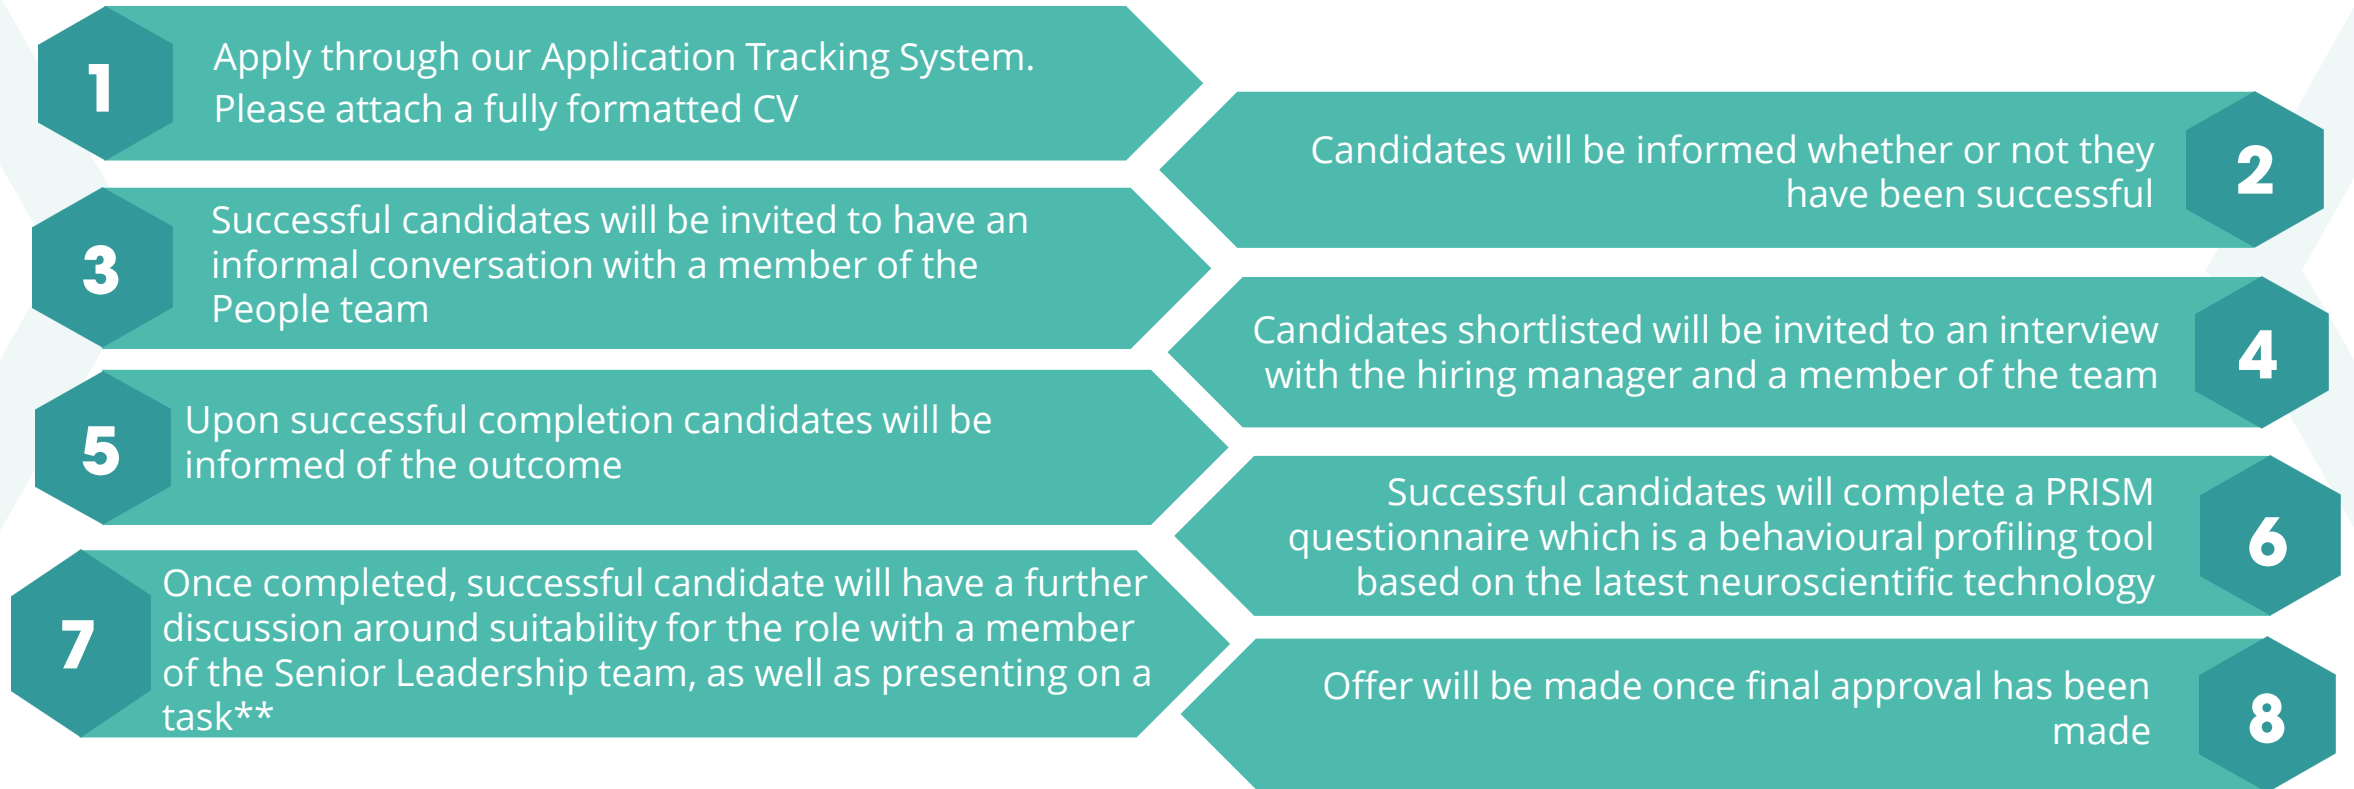 1
Apply through our Application Tracking System.
Please attach a fully formatted CV
2
Candidates will be informed whether or not they
have been successful
3
Successful candidates will be invited to have an
informal conversation with a member of the
People team
4
Candidates shortlisted will be invited to an interview
with the hiring manager and a member of the team
5
Upon successful completion candidates will be
informed of the outcome
6
Successful candidates will complete a PRISM
questionnaire which is a behavioural profiling tool
based on the latest neuroscientific technology
7
Once completed, successful candidate will have a further
discussion around suitability for the role with a member
of the Senior Leadership team, as well as presenting on a
task**
8
Offer will be made once final approval has been
made